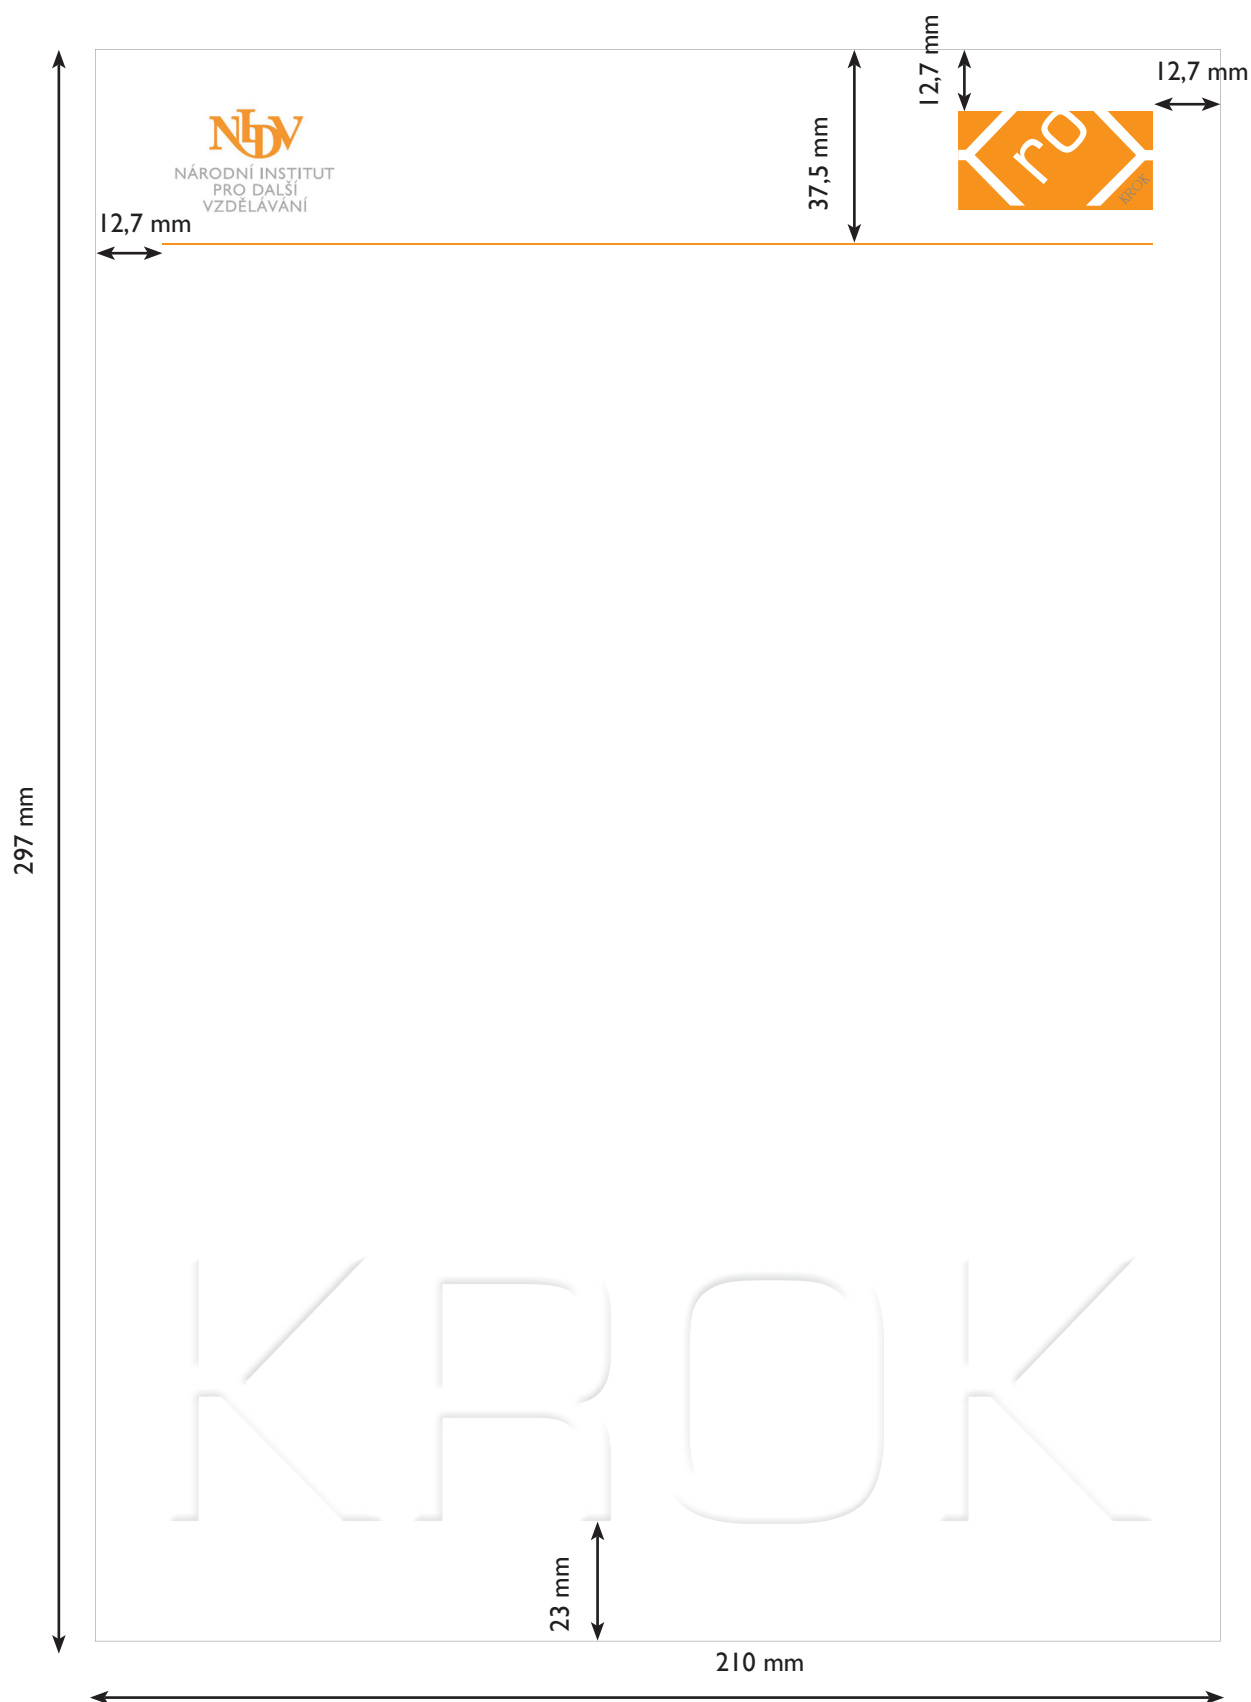 12,7 mm
12,7 mm
37,5 mm
NIDV
NÁRODNÍ INSTITUT
PRO DALŠÍ
VZDĚLÁVÁNÍ
ro
KROK
12,7 mm
297 mm
KROK
23 mm
210 mm